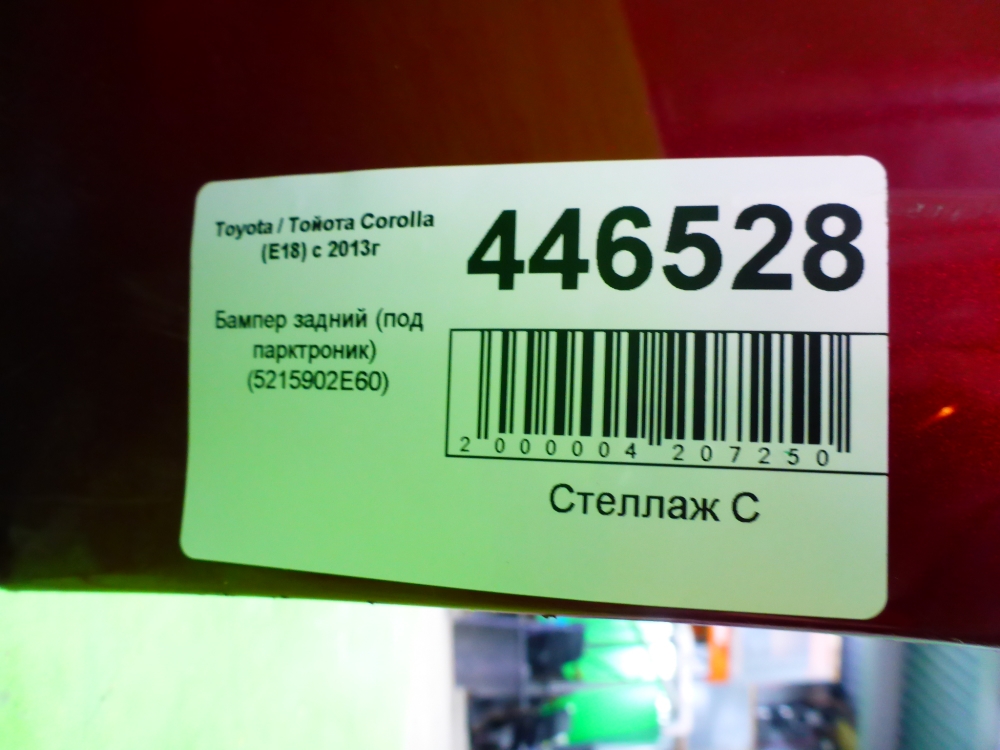 Toyota / Тойота Corolla
(E18) с 2013г
446528
Бампер задний (под
парктроник)
(5215902E60)
2 000004 207250
Стеллаж С